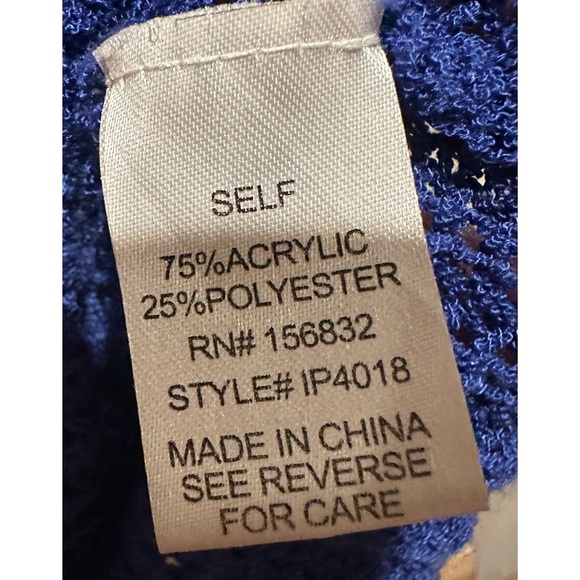 SELF
75%ACRYLIC
25%POLYESTER
RN# 156832
STYLE# IP4018
MADE IN CHINA
SEE REVERSE
FOR CARE